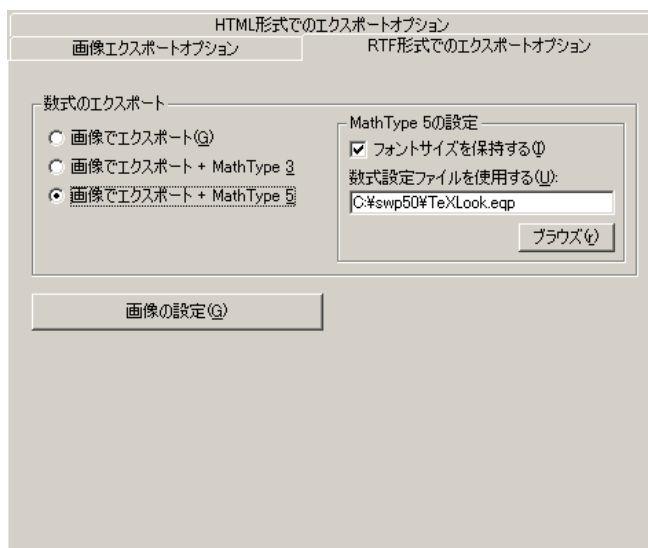 HTML形式でのエクスポートオプション
画像エクスポートオプション
RTF形式でのエクスポートオプション
数式のエクスポート
画像でエクスポート(G)
画像でエクスポート + MathType 3
画像でエクスポート + MathType 5
MathType 5の設定
フォントサイズを保持する(I)
数式設定ファイルを使用する(U):
C:¥swp50¥TeXLook.eqp
ブラウズ(r)
画像の設定(G)